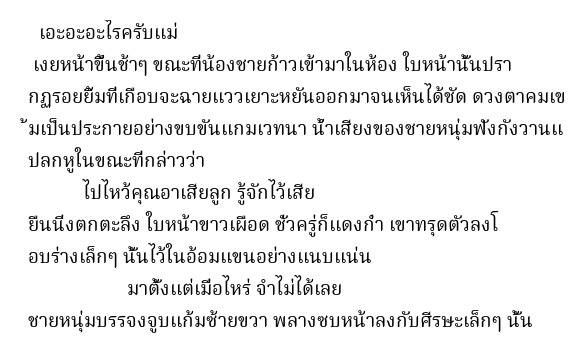 เอะอะอะไรครับแม่
เงยหน้าขึ้นช้าๆ ขณะที่น้องชายก้าวเข้ามาในห้อง ใบหน้านั้นปรา
กฏรอยยิ้มที่เกือบจะฉายแววเยาะหยันออกมาจนเห็นได้ชัด ดวงตาคมเข
้มเป็นประกายอย่างขบขันแกมเวทนา น้ำเสียงของชายหนุ่มฟังกังวานแ
ปลกหูในขณะที่กล่าวว่า
ไปไหว้คุณอาเสียลูก รู้จักไว้เสีย
ยืนนิ่งตกตะลึง ใบหน้าขาวเผือด ชั่วครู่ก็แดงก่ำ เขาทรุดตัวลงโ
อบร่างเล็กๆ นั้นไว้ในอ้อมแขนอย่างแนบแน่น
มาตั้งแต่เมื่อไหร่ จำไม่ได้เลย
ชายหนุ่มบรรจงจูบแก้มซ้ายขวา พลางซบหน้าลงกับศีรษะเล็กๆ นั้น